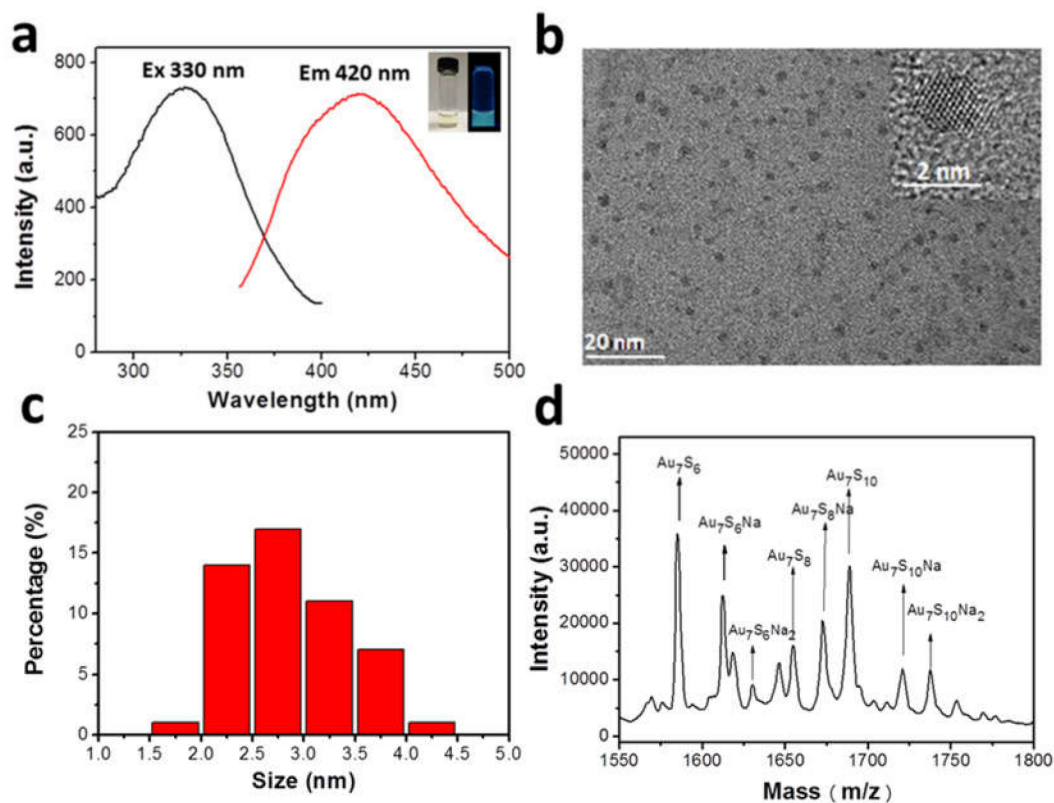 a
Ex 330 nm Em 420 nm
800
600
400
200
0
Intensity (a.u.)
300 350 400 450 500
Wavelength (nm)
b
2 nm
20 nm
c
25
20
15
10
5
0
Percentage (%)
1.0 1.5 2.0 2.5 3.0 3.5 4.0 4.5 5.0
Size (nm)
d
50000
40000
30000
20000
10000
0
Intensity (a.u.)
Au₇S₆
Au₇S₆Na
Au₇S₆Na₂
Au₇S₈
Au₇S₈Na
Au₇S₁₀
Au₇S₁₀Na
Au₇S₁₀Na₂
1550 1600 1650 1700 1750 1800
Mass ( m/z )